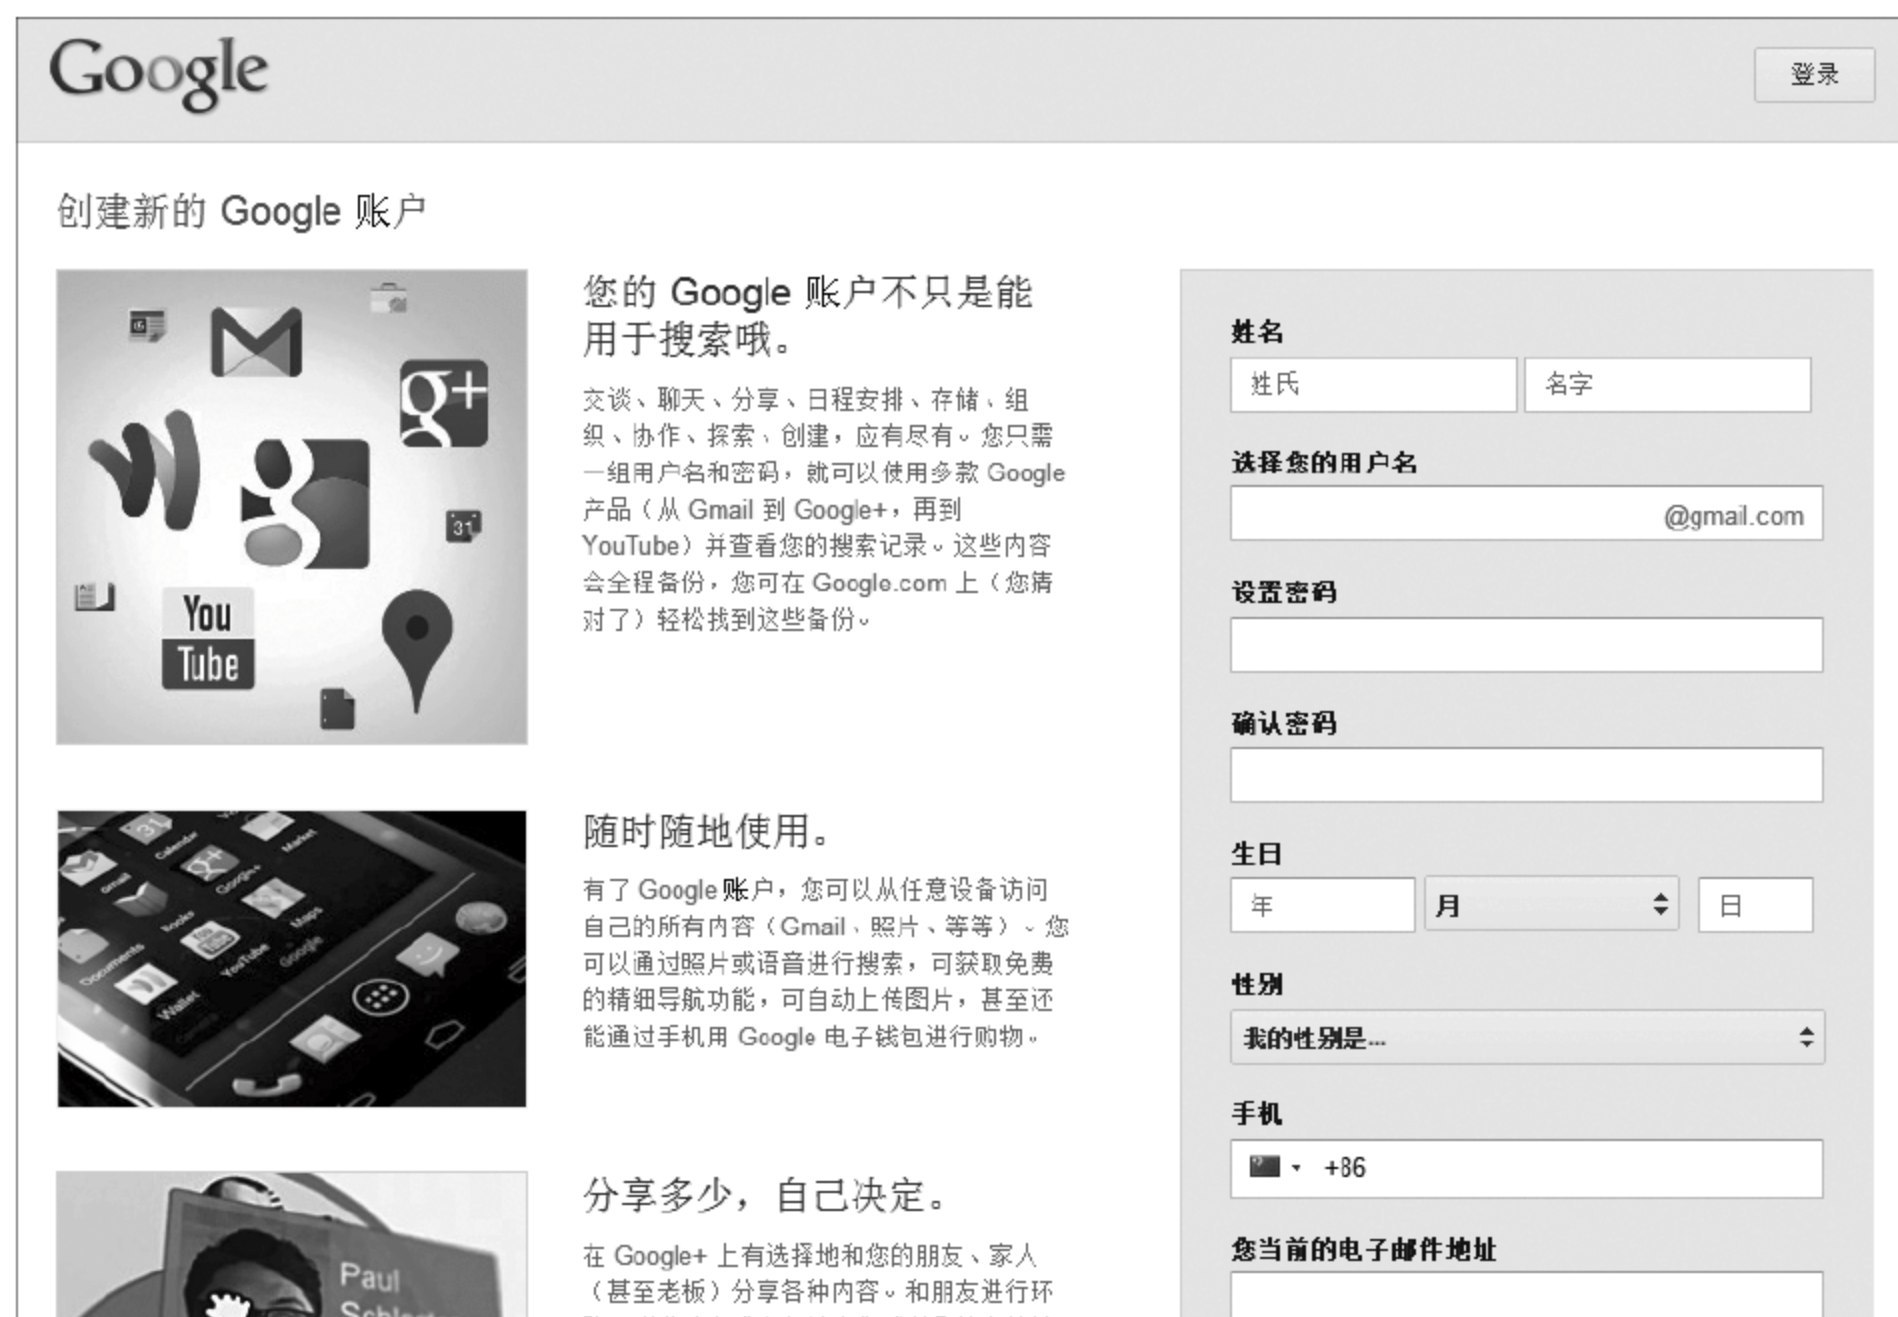 Google
登录
创建新的 Google 账户
您的 Google 账户不只是能
用于搜索哦。
交谈、聊天、分享、日程安排、存储、组
织、协作、探索、创建，应有尽有。您只需
一组用户名和密码，就可以使用多款 Google
产品（从 Gmail 到 Google+，再到
YouTube）并查看您的搜索记录。这些内容
会全程备份，您可在 Google.com 上（您猜
对了）轻松找到这些备份。
g+
g
31
You
Tube
随时随地使用。
有了 Google 账户，您可以从任意设备访问
自己的所有内容（Gmail、照片、等等）。您
可以通过照片或语音进行搜索，可获取免费
的精细导航功能，可自动上传图片，甚至还
能通过手机用 Google 电子钱包进行购物。
31
Calendar
Market
Gmail
g+
Google+
Books
Maps
You
Tube
YouTube
Google
Documents
Wallet
分享多少，自己决定。
在 Google+ 上有选择地和您的朋友、家人
（甚至老板）分享各种内容。和朋友进行环
Paul
姓名
姓氏
名字
选择您的用户名
@gmail.com
设置密码
确认密码
生日
年
月
日
性别
我的性别是...
手机
+86
您当前的电子邮件地址